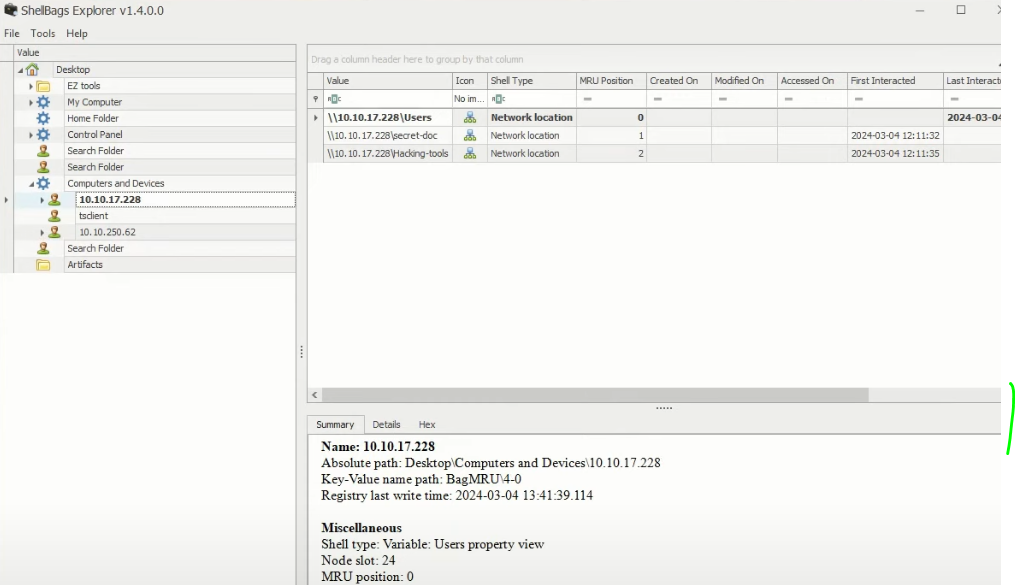 ShellBags Explorer v1.4.0.0
File Tools Help
Value
Desktop
EZ tools
My Computer
Home Folder
Control Panel
Search Folder
Search Folder
Computers and Devices
10.10.17.228
tsclient
10.10.250.62
Search Folder
Artifacts
Drag a column header here to group by that column
Value Icon Shell Type MRU Position Created On Modified On Accessed On First Interacted Last Interacte
No im...
\\10.10.17.228\Users Network location 0 2024-03-04
\\10.10.17.228\secret-doc Network location 1 2024-03-04 12:11:32
\\10.10.17.228\Hacking-tools Network location 2 2024-03-04 12:11:35
Summary Details Hex
Name: 10.10.17.228
Absolute path: Desktop\Computers and Devices\10.10.17.228
Key-Value name path: BagMRU\4-0
Registry last write time: 2024-03-04 13:41:39.114
Miscellaneous
Shell type: Variable: Users property view
Node slot: 24
MRU position: 0